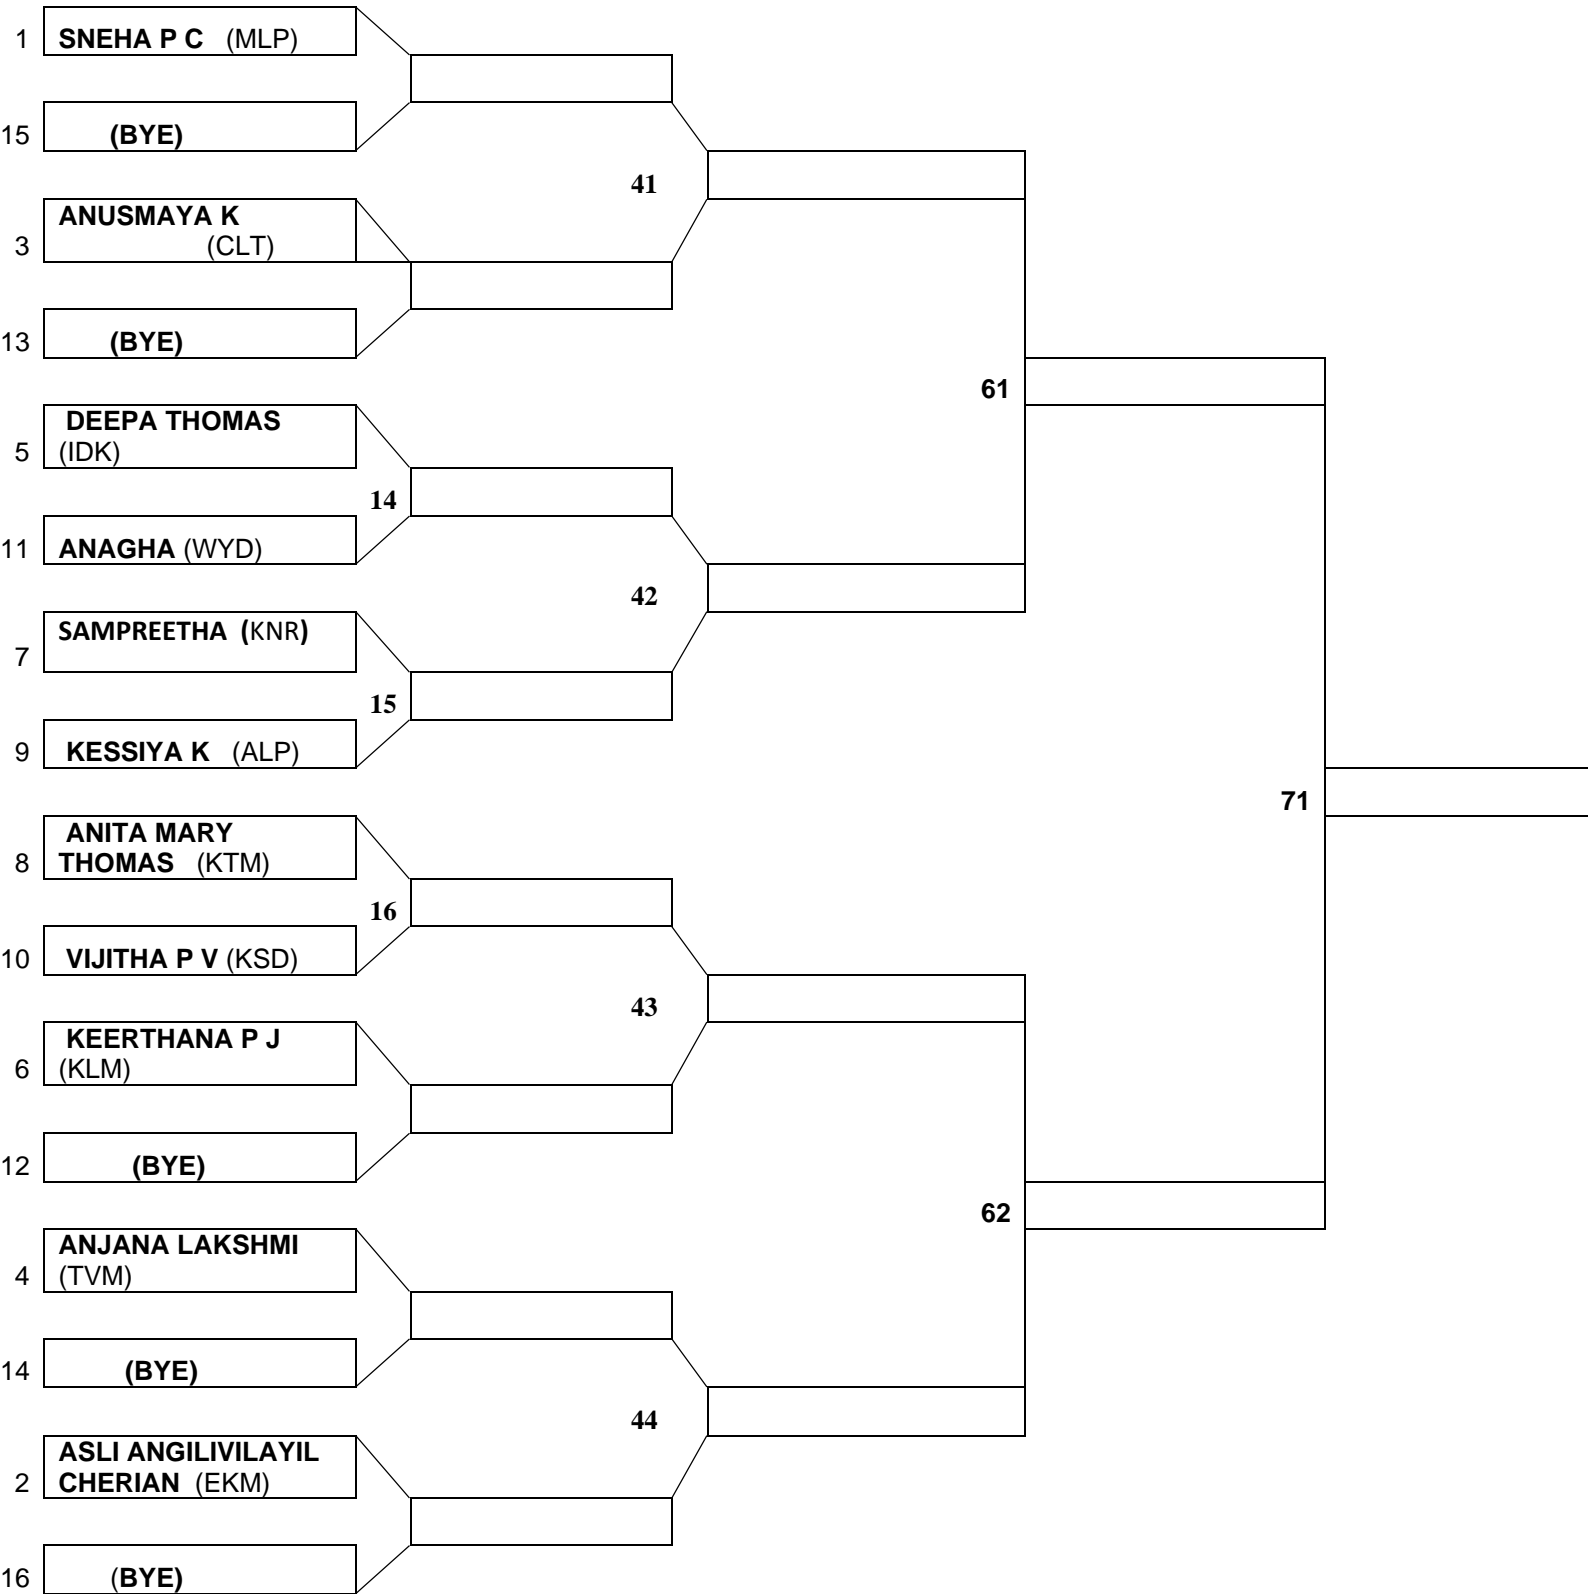 1 SNEHA P C (MLP)
15 (BYE)
41
ANUSMAYA K
3 (CLT)
13 (BYE)
61
DEEPA THOMAS
5 (IDK)
14
11 ANAGHA (WYD)
42
SAMPREETHA (KNR)
7
15
9 KESSIYA K (ALP)
71
ANITA MARY
8 THOMAS (KTM)
16
10 VIJITHA P V (KSD)
43
KEERTHANA P J
6 (KLM)
12 (BYE)
62
ANJANA LAKSHMI
4 (TVM)
14 (BYE)
44
ASLI ANGILIVILAYIL
2 CHERIAN (EKM)
16 (BYE)